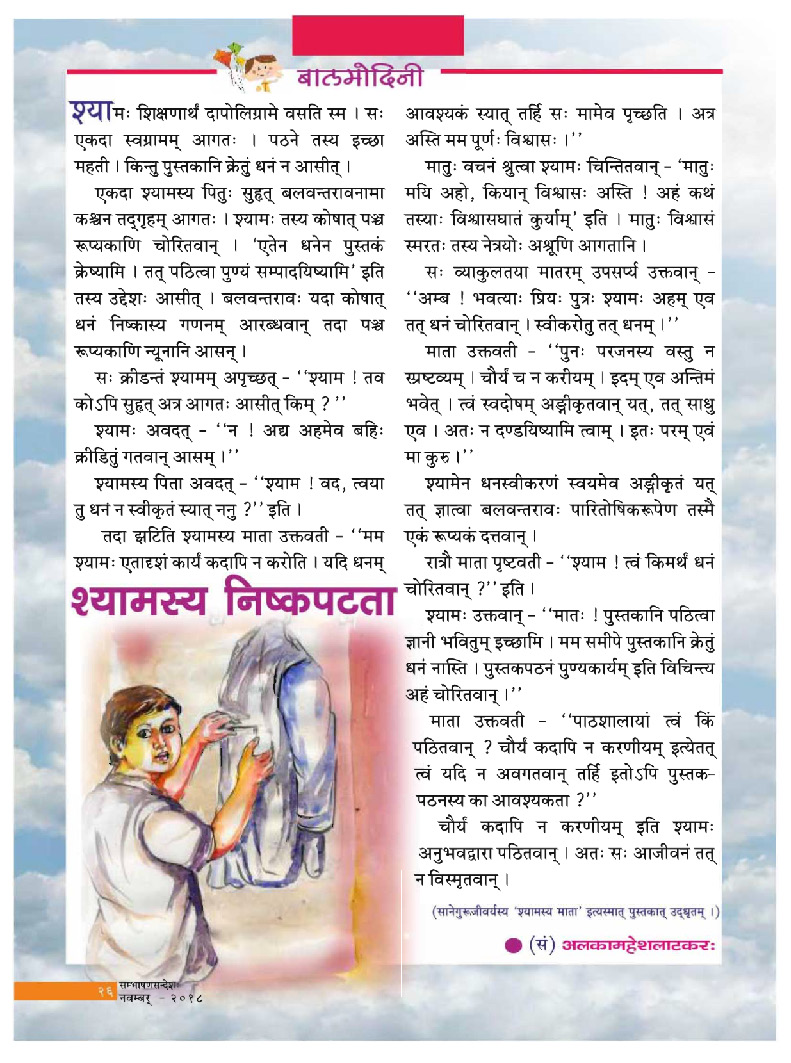 बालमोदिनी
श्यामः शिक्षणार्थं दापोलिग्रामे वसति स्म । सः
एकदा स्वग्रामम् आगतः । पठने तस्य इच्छा
महती । किन्तु पुस्तकानि क्रेतुं धनं न आसीत् ।
एकदा श्यामस्य पितुः सुहृत् बलवन्तरावनामा
कश्चन तद्गृहम् आगतः । श्यामः तस्य कोषात् पञ्च
रूप्यकाणि चोरितवान् । ‘एतेन धनेन पुस्तकं
क्रेष्यामि । तत् पठित्वा पुण्यं सम्पादयिष्यामि’ इति
तस्य उद्देशः आसीत् । बलवन्तरावः यदा कोषात्
धनं निष्कास्य गणनम् आरब्धवान् तदा पञ्च
रूप्यकाणि न्यूनानि आसन् ।
सः क्रीडन्तं श्यामम् अपृच्छत् – ‘‘श्याम ! तव
कोऽपि सुहृत् अत्र आगतः आसीत् किम् ?’’
श्यामः अवदत् – ‘‘न ! अद्य अहमेव बहिः
क्रीडितुं गतवान् आसम् ।’’
श्यामस्य पिता अवदत् – ‘‘श्याम ! वद, त्वया
तु धनं न स्वीकृतं स्यात् ननु ?’’ इति ।
तदा झटिति श्यामस्य माता उक्तवती – ‘‘मम
श्यामः एतादृशं कार्यं कदापि न करोति । यदि धनम्
आवश्यकं स्यात् तर्हि सः मामेव पृच्छति । अत्र
अस्ति मम पूर्णः विश्वासः ।’’
मातुः वचनं श्रुत्वा श्यामः चिन्तितवान् – ‘मातुः
मयि अहो, कियान् विश्वासः अस्ति ! अहं कथं
तस्याः विश्वासघातं कुर्याम्’ इति । मातुः विश्वासं
स्मरतः तस्य नेत्रयोः अश्रूणि आगतानि ।
सः व्याकुलतया मातरम् उपसर्प्य उक्तवान् –
‘‘अम्ब ! भवत्याः प्रियः पुत्रः श्यामः अहम् एव
तत् धनं चोरितवान् । स्वीकरोतु तत् धनम् ।’’
माता उक्तवती – ‘‘पुनः परजनस्य वस्तु न
स्प्रष्टव्यम् । चौर्यं च न करीयम् । इदम् एव अन्तिमं
भवेत् । त्वं स्वदोषम् अङ्गीकृतवान् यत्, तत् साधु
एव । अतः न दण्डयिष्यामि त्वाम् । इतः परम् एवं
मा कुरु ।’’
श्यामेन धनस्वीकरणं स्वयमेव अङ्गीकृतं यत्
तत् ज्ञात्वा बलवन्तरावः पारितोषिकरूपेण तस्मै
एकं रूप्यकं दत्तवान् ।
रात्रौ माता पृष्टवती – ‘‘श्याम ! त्वं किमर्थं धनं
चोरितवान् ?’’ इति ।
श्यामः उक्तवान् – ‘‘मातः ! पुस्तकानि पठित्वा
ज्ञानी भवितुम् इच्छामि । मम समीपे पुस्तकानि क्रेतुं
धनं नास्ति । पुस्तकपठनं पुण्यकार्यम् इति विचिन्त्य
अहं चोरितवान् ।’’
माता उक्तवती – ‘‘पाठशालायां त्वं किं
पठितवान् ? चौर्यं कदापि न करणीयम् इत्येतत्
त्वं यदि न अवगतवान् तर्हि इतोऽपि पुस्तक-
पठनस्य का आवश्यकता ?’’
चौर्यं कदापि न करणीयम् इति श्यामः
अनुभवद्वारा पठितवान् । अतः सः आजीवनं तत्
न विस्मृतवान् ।
(सानेगुरूजीवर्यस्य ‘श्यामस्य माता’ इत्यस्मात् पुस्तकात् उद्धृतम् ।)
(सं) अलकामहेशलाटकरः
श्यामस्य निष्कपटता
२६ सम्भाषणसन्देशः
नवम्बर् - २०१८